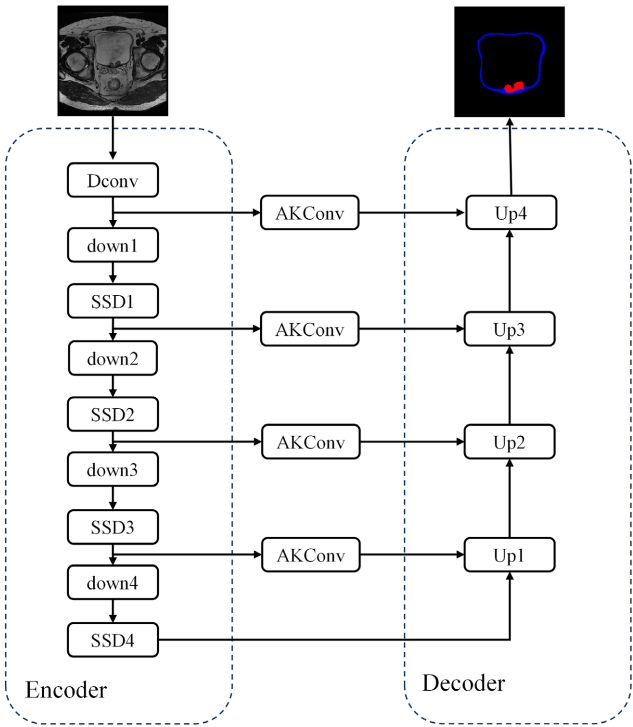 Dconv
AKConv
Up4
down1
SSD1
AKConv
Up3
down2
SSD2
AKConv
Up2
down3
SSD3
AKConv
Up1
down4
SSD4
Encoder
Decoder